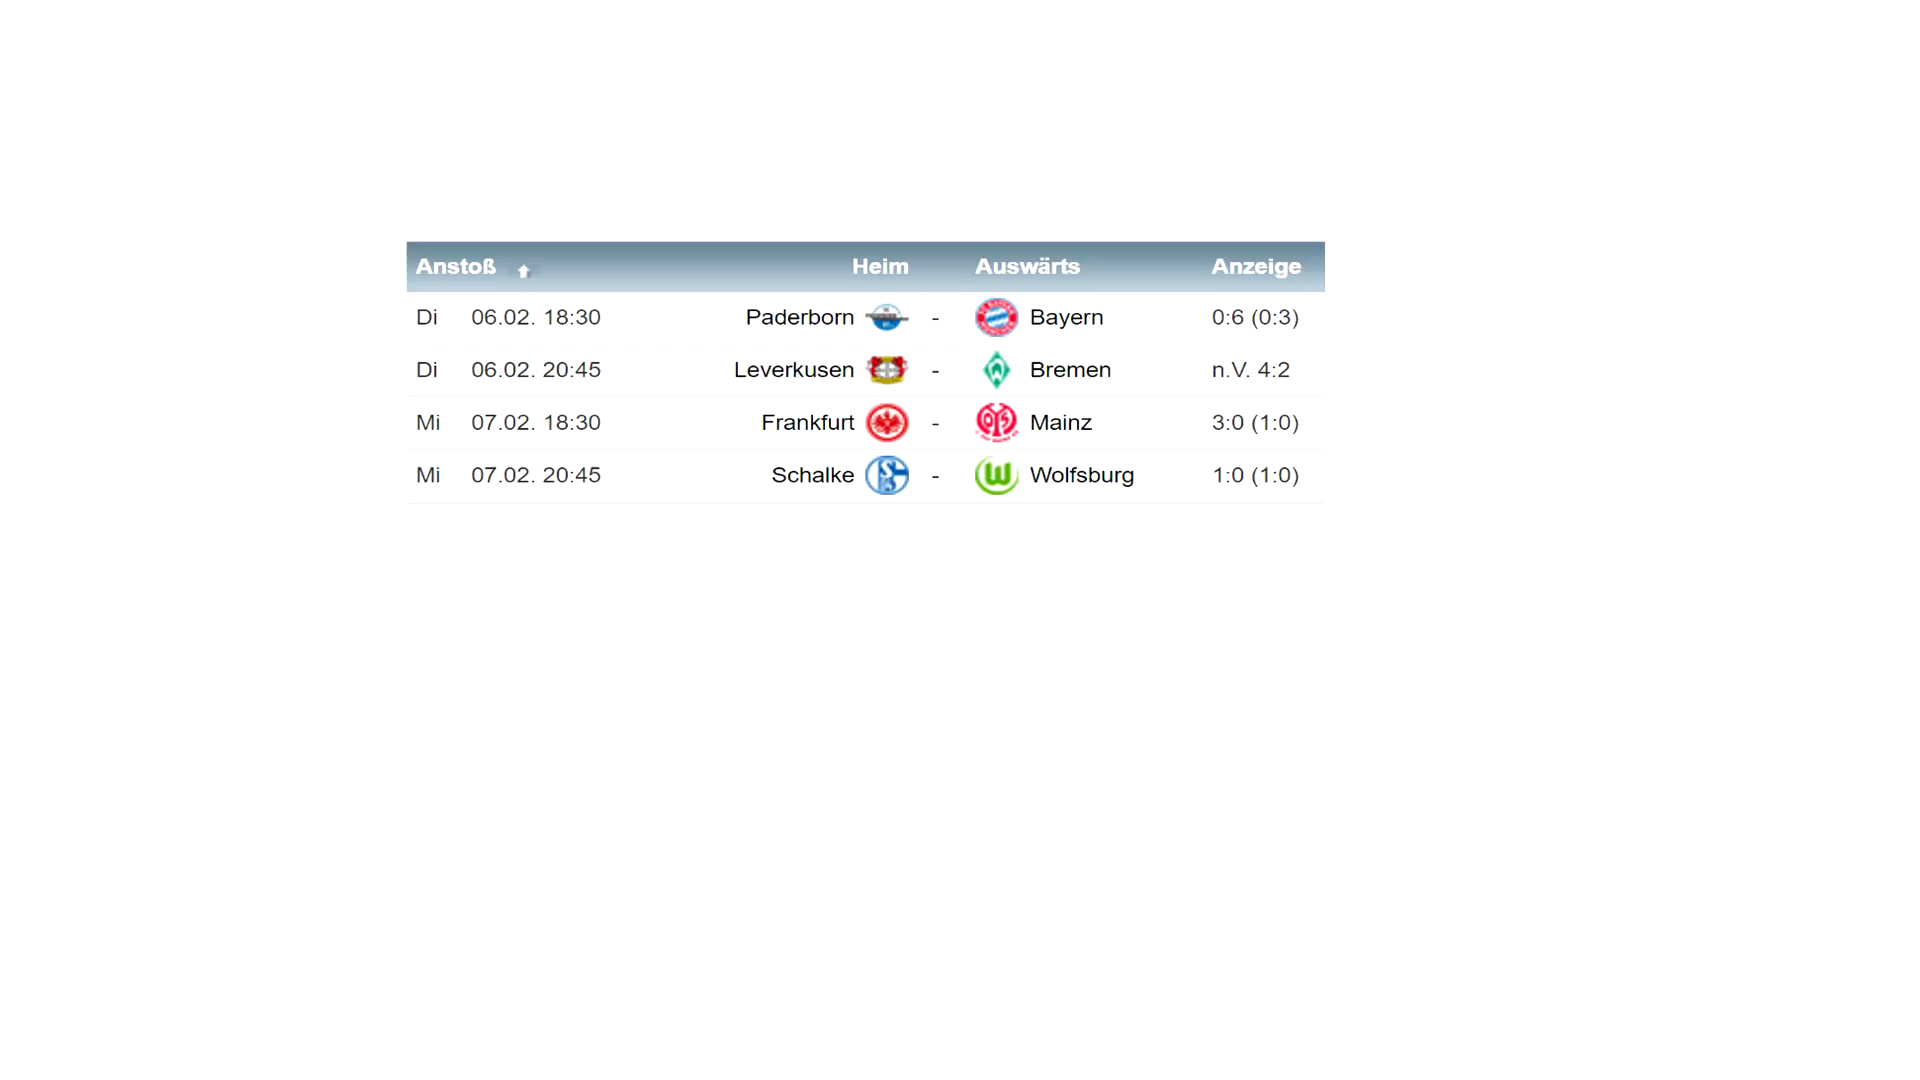 Anstoß Heim Auswärts Anzeige
Di 06.02. 18:30 Paderborn - Bayern 0:6 (0:3)
Di 06.02. 20:45 Leverkusen - Bremen n.V. 4:2
Mi 07.02. 18:30 Frankfurt - Mainz 3:0 (1:0)
Mi 07.02. 20:45 Schalke - Wolfsburg 1:0 (1:0)